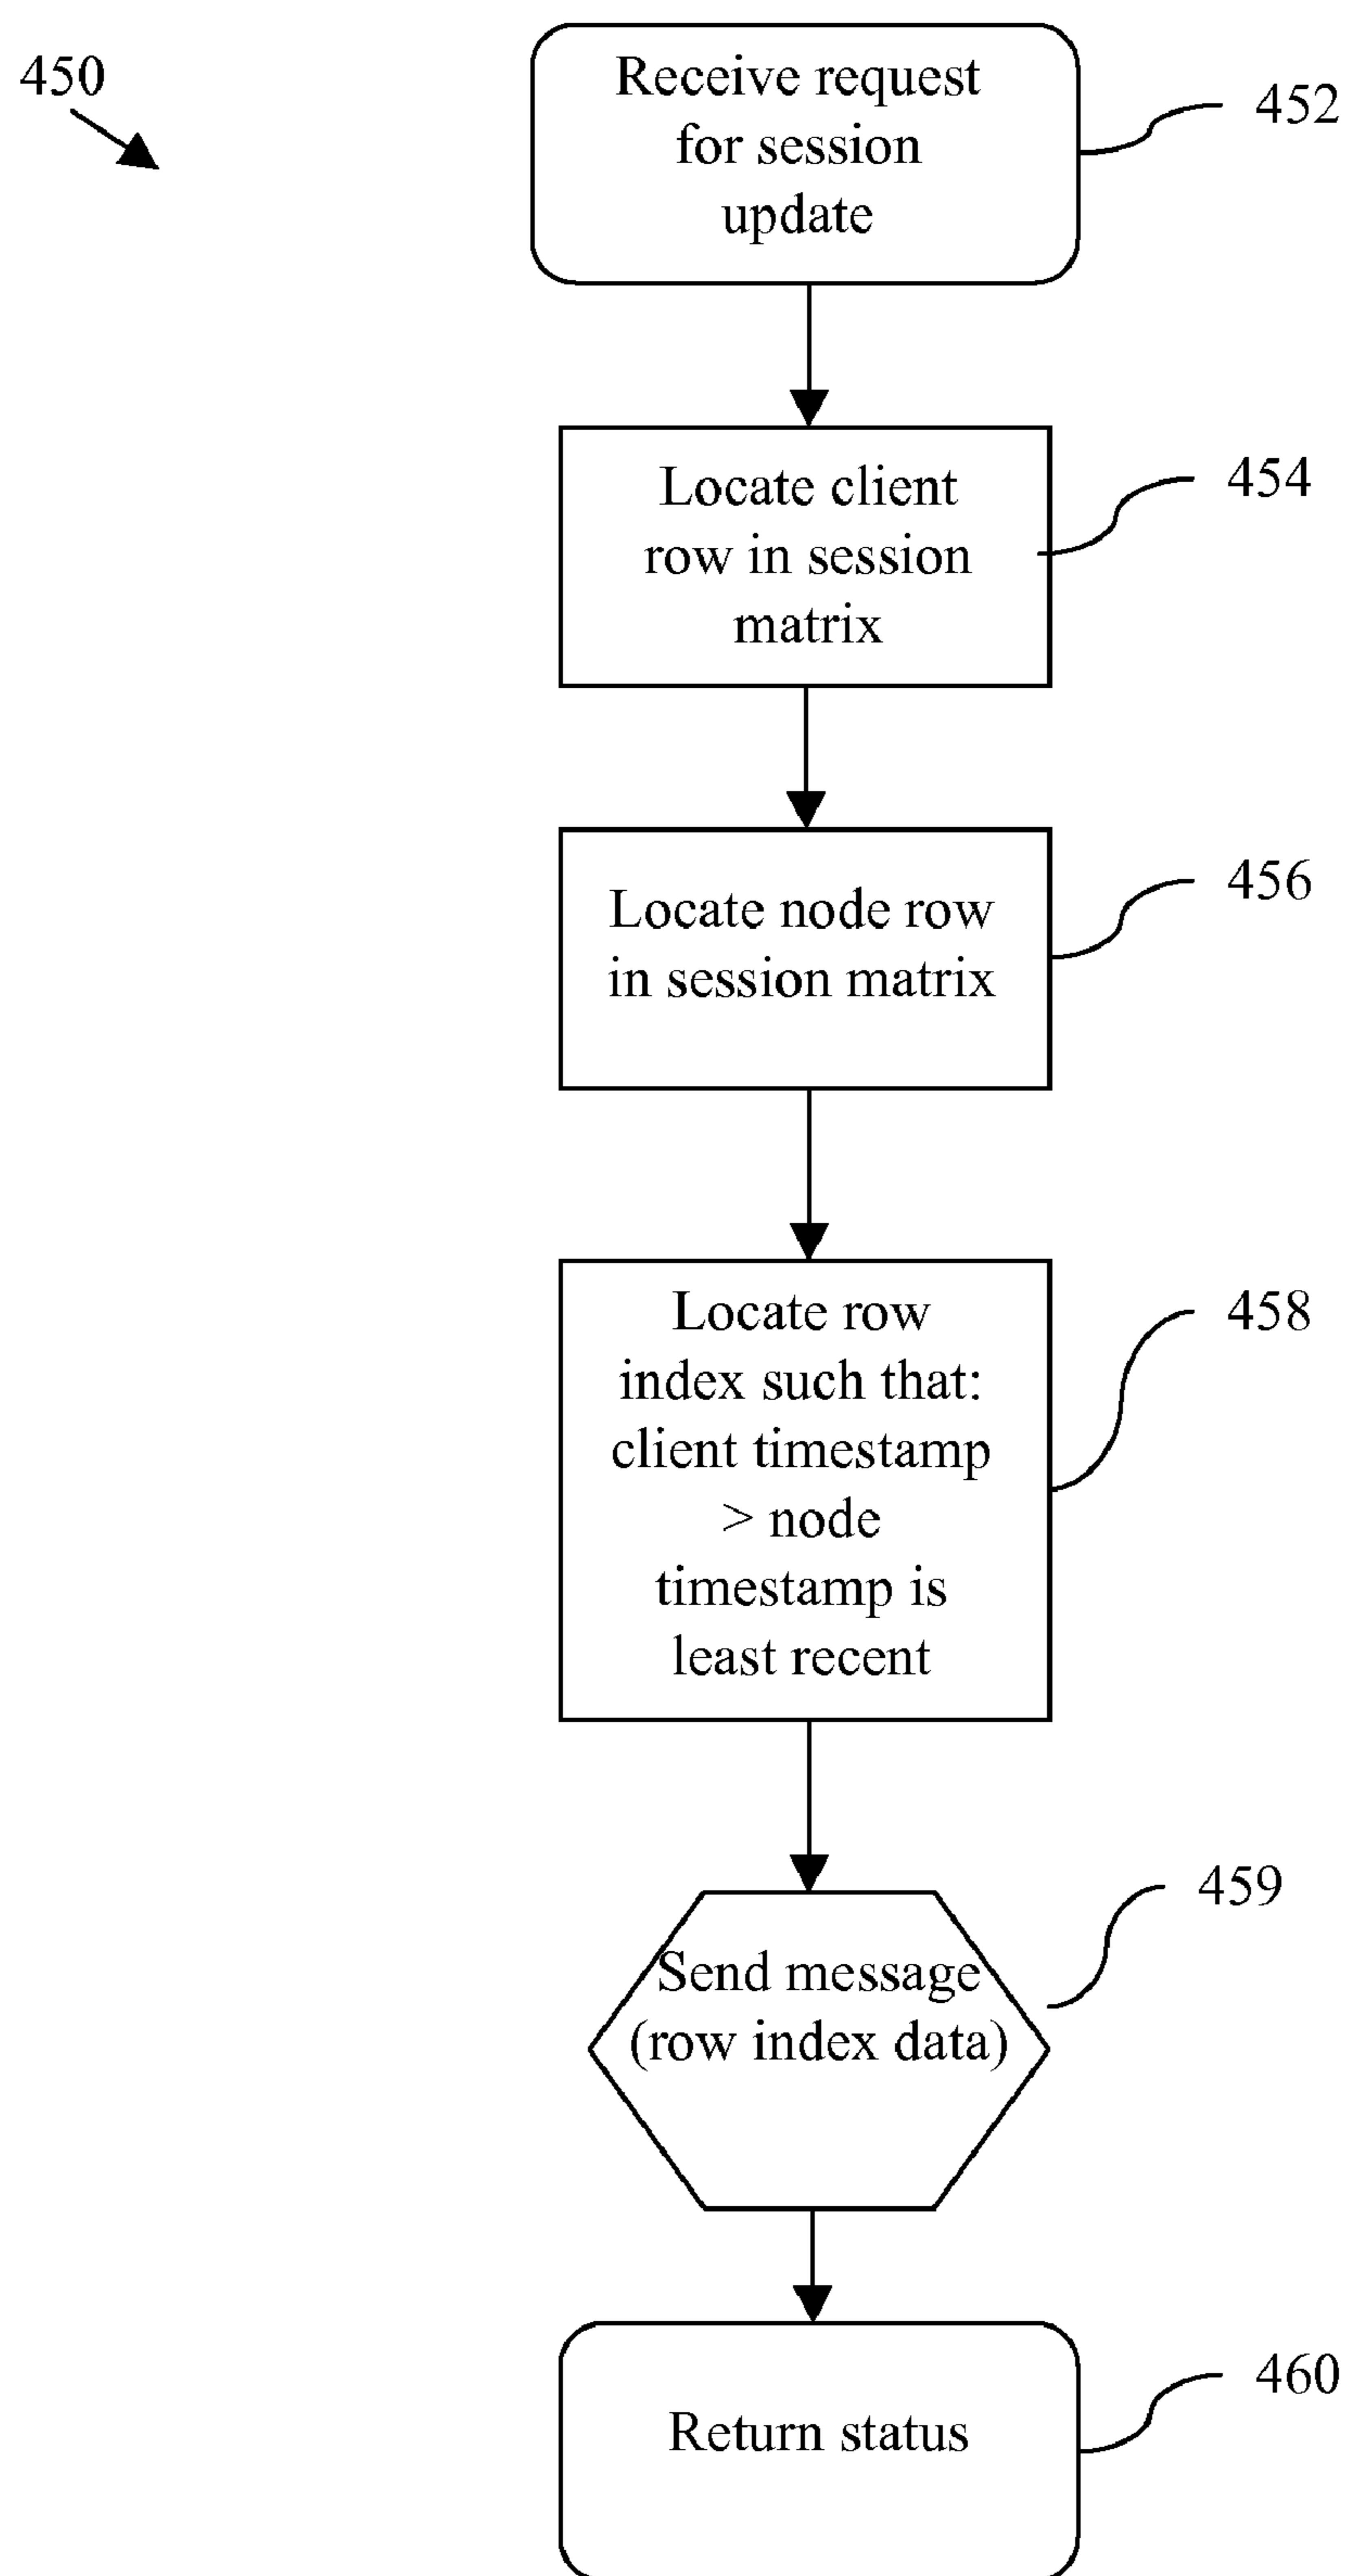 450
Receive request
for session
update
452
Locate client
row in session
matrix
454
Locate node row
in session matrix
456
Locate row
index such that:
client timestamp
> node
timestamp is
least recent
458
Send message
(row index data)
459
Return status
460